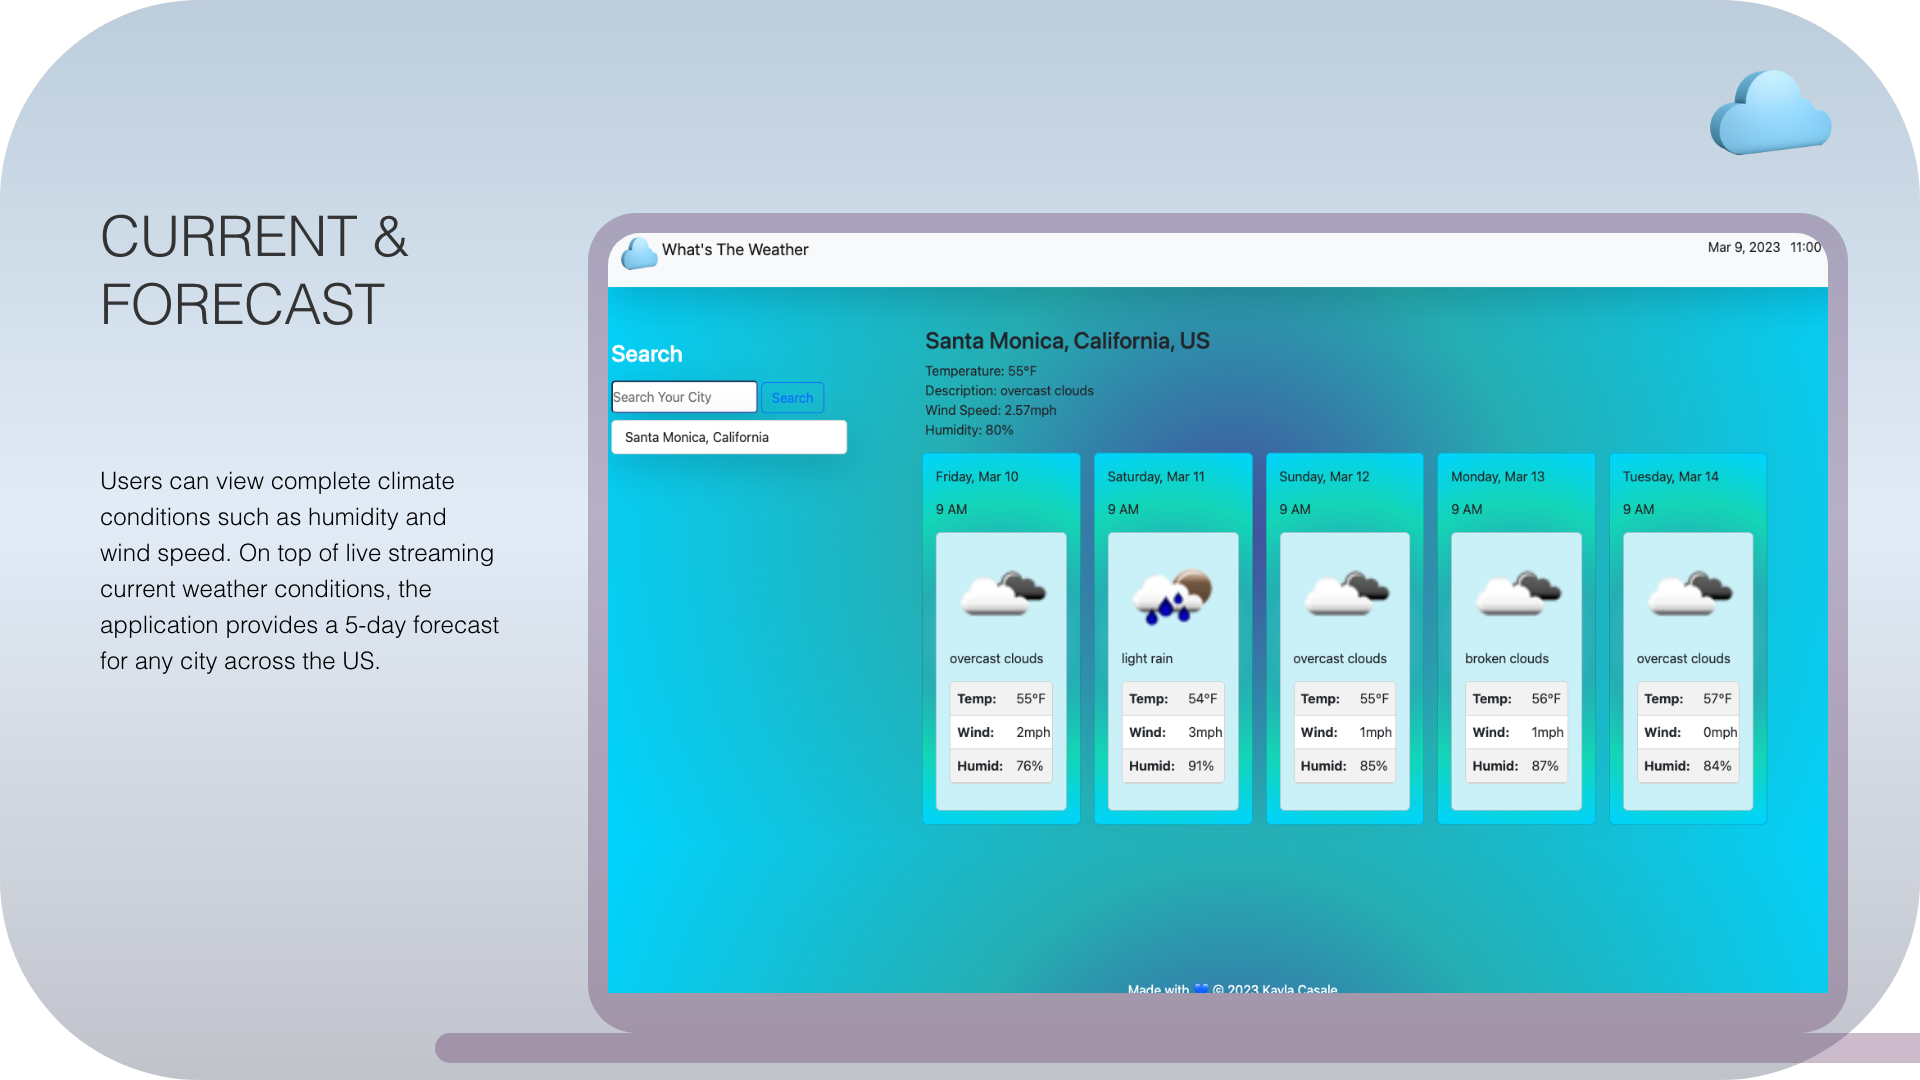 CURRENT &
FORECAST
Users can view complete climate
conditions such as humidity and
wind speed. On top of live streaming
current weather conditions, the
application provides a 5-day forecast
for any city across the US.
What's The Weather
Mar 9, 2023 11:00
Search
Search Your City
Search
Santa Monica, California
Santa Monica, California, US
Temperature: 55°F
Description: overcast clouds
Wind Speed: 2.57mph
Humidity: 80%
Friday, Mar 10
9 AM
overcast clouds
Temp: 55°F
Wind: 2mph
Humid: 76%
Saturday, Mar 11
9 AM
light rain
Temp: 54°F
Wind: 3mph
Humid: 91%
Sunday, Mar 12
9 AM
overcast clouds
Temp: 55°F
Wind: 1mph
Humid: 85%
Monday, Mar 13
9 AM
broken clouds
Temp: 56°F
Wind: 1mph
Humid: 87%
Tuesday, Mar 14
9 AM
overcast clouds
Temp: 57°F
Wind: 0mph
Humid: 84%
Made with 💙 © 2023 Kayla Casale